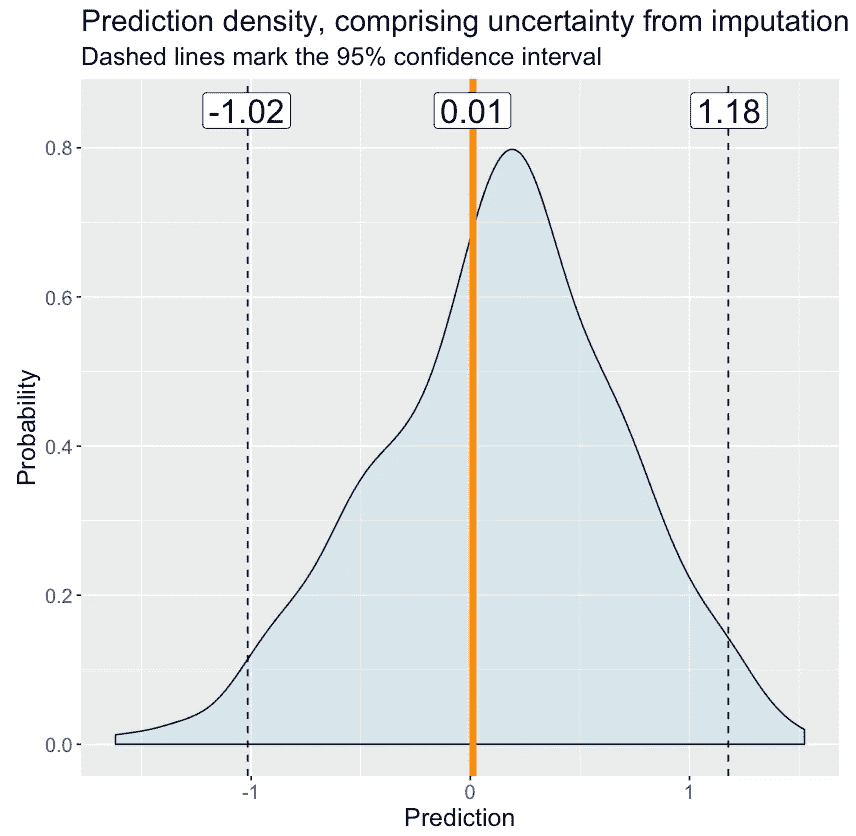 Prediction density, comprising uncertainty from imputation
Dashed lines mark the 95% confidence interval
-1.02 0.01 1.18
0.8
0.6
0.4
0.2
0.0
Probability
-1 0 1
Prediction